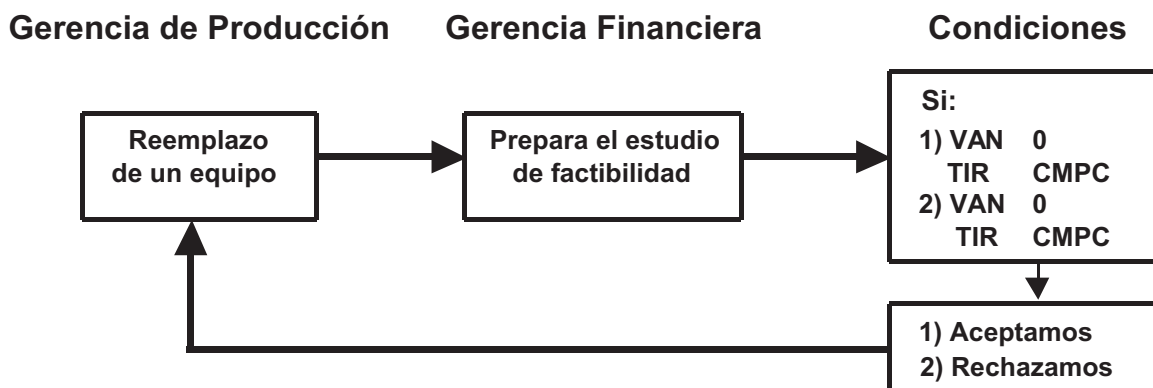 Gerencia de Producción
Gerencia Financiera
Condiciones
Reemplazo
de un equipo
Prepara el estudio
de factibilidad
Si:
1) VAN 0
TIR CMPC
2) VAN 0
TIR CMPC
1) Aceptamos
2) Rechazamos